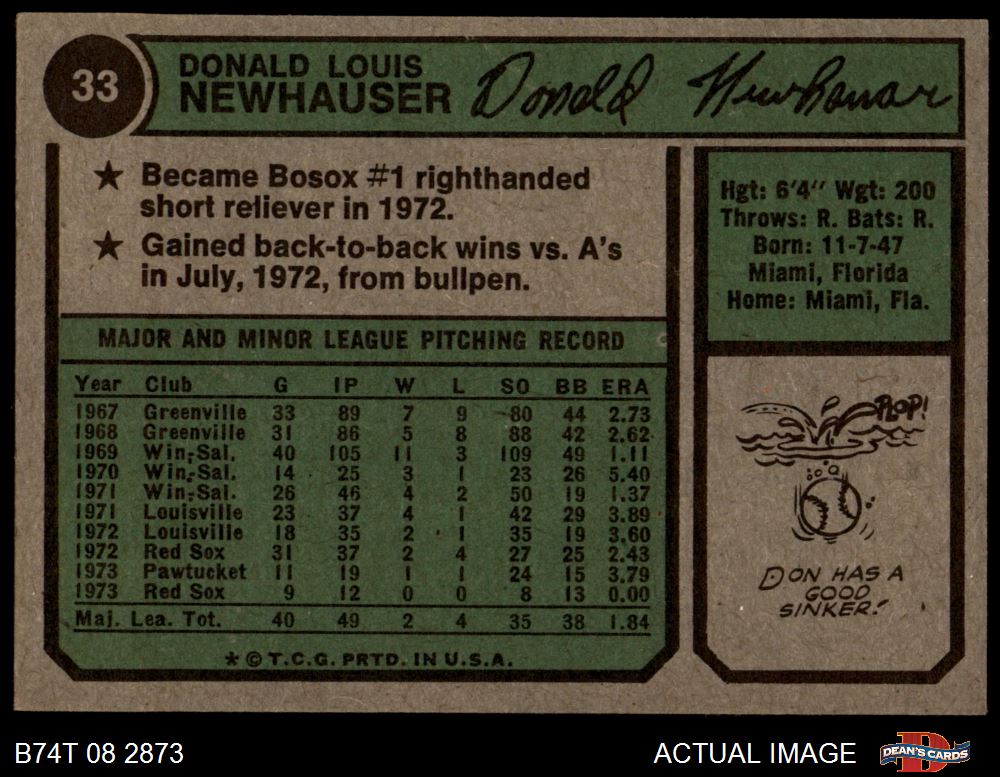 33
DONALD LOUIS
NEWHAUSER
Donald Newhauser
★ Became Bosox #1 righthanded
short reliever in 1972.
★ Gained back-to-back wins vs. A's
in July, 1972, from bullpen.
Hgt: 6'4" Wgt: 200
Throws: R. Bats: R.
Born: 11-7-47
Miami, Florida
Home: Miami, Fla.
MAJOR AND MINOR LEAGUE PITCHING RECORD
Year Club G IP W L SO BB ERA
1967 Greenville 33 89 7 9 80 44 2.73
1968 Greenville 31 86 5 8 88 42 2.62
1969 Win-Sal. 40 105 11 3 109 49 1.11
1970 Win-Sal. 14 25 3 1 23 26 5.40
1971 Win-Sal. 26 46 4 2 50 19 1.37
1971 Louisville 23 37 4 1 42 29 3.89
1972 Louisville 18 35 2 1 35 19 3.60
1972 Red Sox 31 37 2 4 27 25 2.43
1973 Pawtucket 11 19 1 1 24 15 3.79
1973 Red Sox 9 12 0 0 8 13 0.00
Maj. Lea. Tot. 40 49 2 4 35 38 1.84
* © T.C.G. PRTD. IN U.S.A.
PLOP!
DON HAS A
GOOD
SINKER!
B74T 08 2873
ACTUAL IMAGE
DEAN'S CARDS